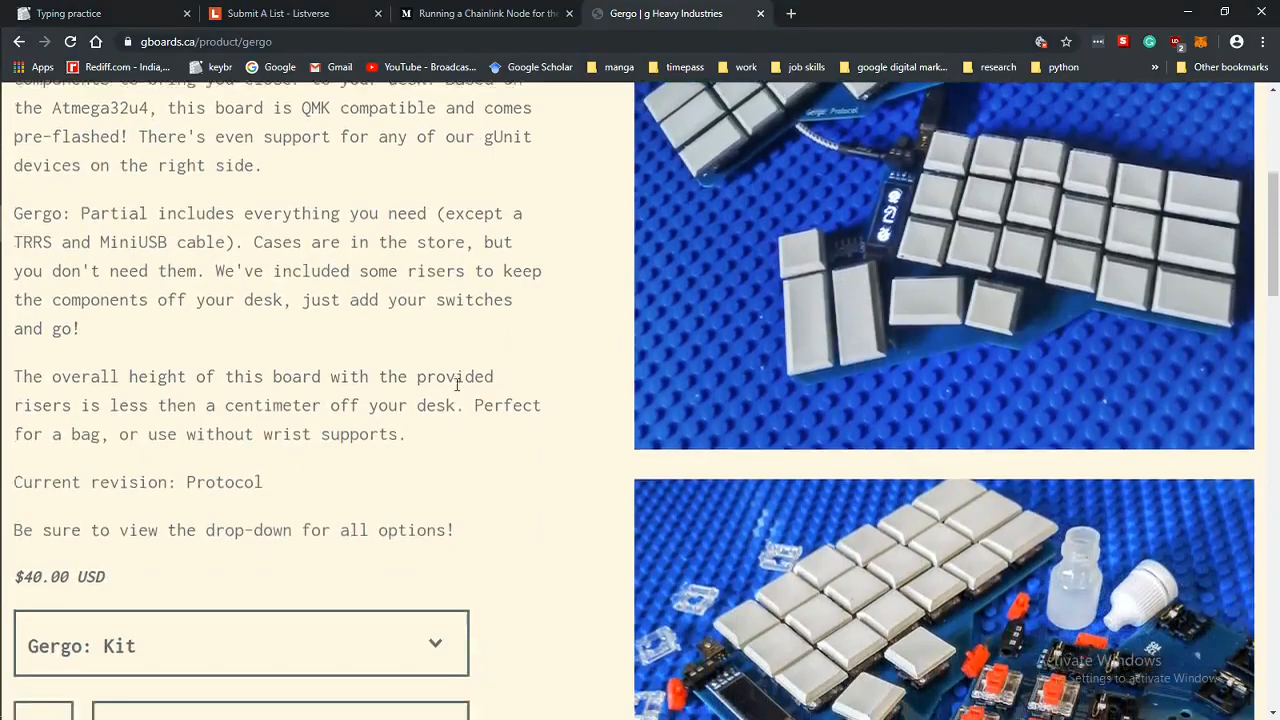 Typing practice
Submit A List - Listverse
Running a Chainlink Node for the
Gergo | g Heavy Industries
gboards.ca/product/gergo
2
Apps
Rediff.com - India,...
keybr
Google
Gmail
YouTube - Broadcas...
Google Scholar
manga
timepass
work
job skills
google digital mark...
research
python
»
Other bookmarks
the Atmega32u4, this board is QMK compatible and comes
pre-flashed! There's even support for any of our gUnit
devices on the right side.
Gergo: Partial includes everything you need (except a
TRRS and MiniUSB cable). Cases are in the store, but
you don't need them. We've included some risers to keep
the components off your desk, just add your switches
and go!
The overall height of this board with the provided
risers is less then a centimeter off your desk. Perfect
for a bag, or use without wrist supports.
Current revision: Protocol
Be sure to view the drop-down for all options!
$40.00 USD
Gergo: Kit
Gergo: Protocol
Activate Windows
Settings to activate Windows.